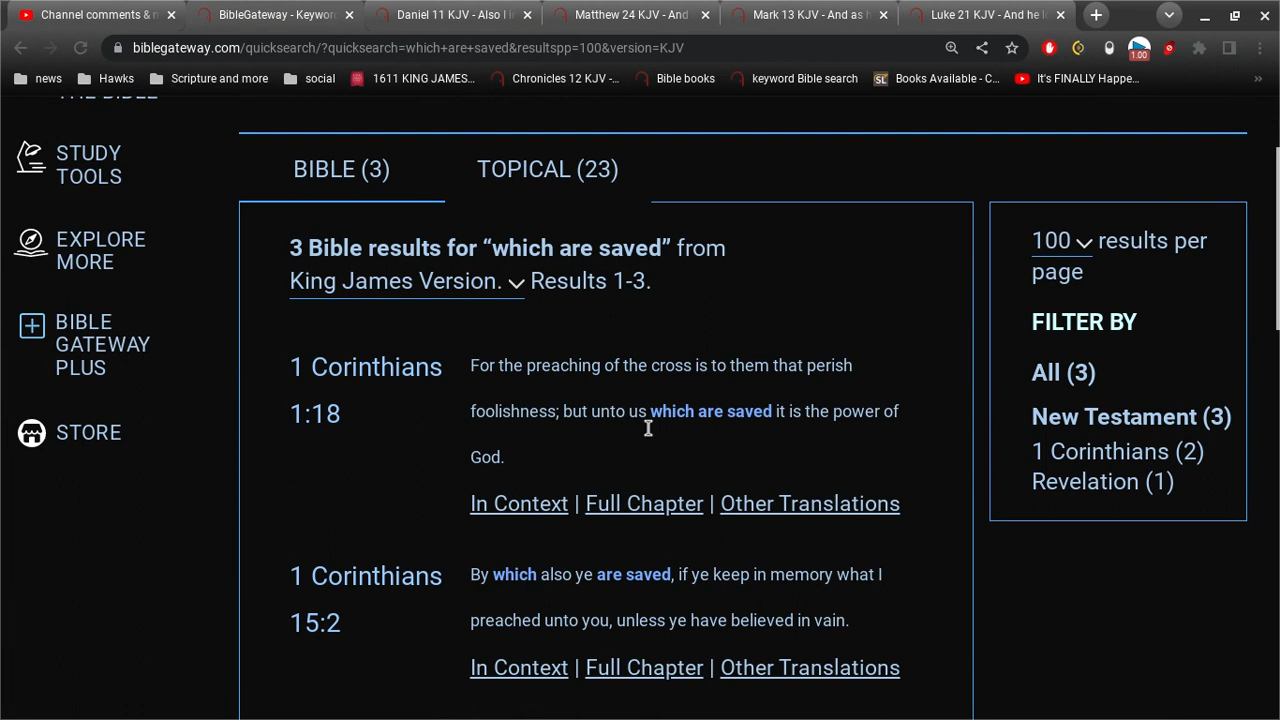 Channel comments & r
BibleGateway - Keywor
Daniel 11 KJV - Also I i
Matthew 24 KJV - And
Mark 13 KJV - And as h
Luke 21 KJV - And he l
biblegateway.com/quicksearch/?quicksearch=which+are+saved&resultspp=100&version=KJV
1.00
news
Hawks
Scripture and more
social
1611 KING JAMES...
Chronicles 12 KJV -...
Bible books
keyword Bible search
SL
Books Available - C...
It's FINALLY Happe...
»
THE BIBLE
STUDY
TOOLS
EXPLORE
MORE
BIBLE
GATEWAY
PLUS
STORE
BIBLE (3)
TOPICAL (23)
3 Bible results for “which are saved” from
King James Version. Results 1-3.
1 Corinthians
1:18
For the preaching of the cross is to them that perish
foolishness; but unto us which are saved it is the power of
God.
In Context | Full Chapter | Other Translations
1 Corinthians
15:2
By which also ye are saved, if ye keep in memory what I
preached unto you, unless ye have believed in vain.
In Context | Full Chapter | Other Translations
100 results per
page
FILTER BY
All (3)
New Testament (3)
1 Corinthians (2)
Revelation (1)